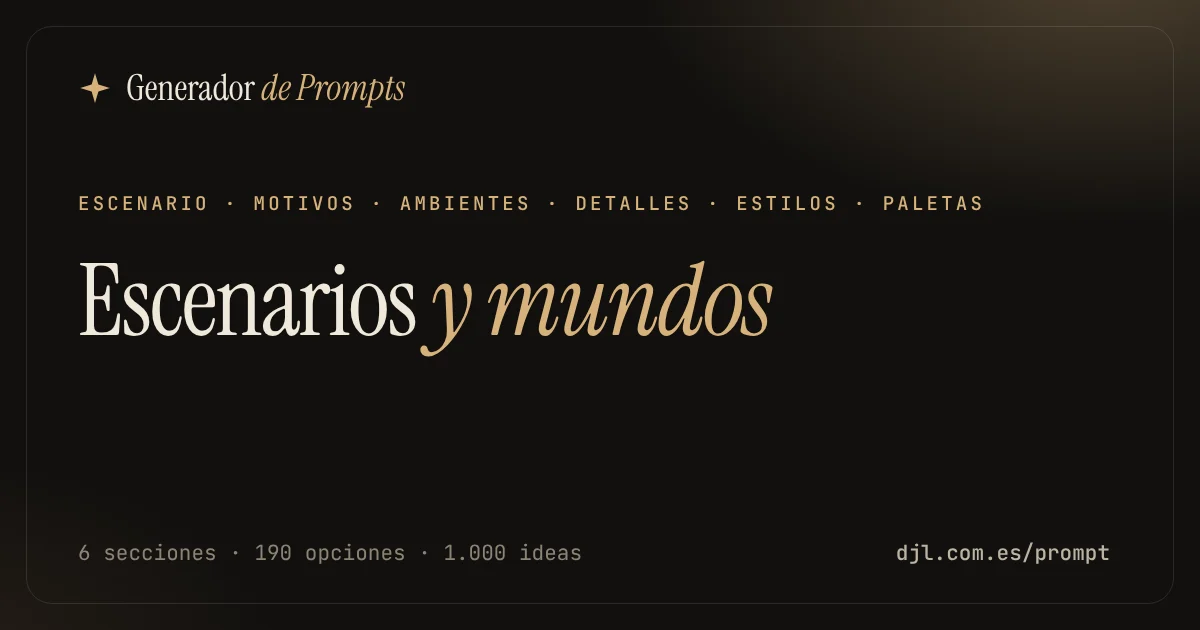 Generador de Prompts
ESCENARIO · MOTIVOS · AMBIENTES · DETALLES · ESTILOS · PALETAS
Escenarios y mundos
6 secciones · 190 opciones · 1.000 ideas
djl.com.es/prompt